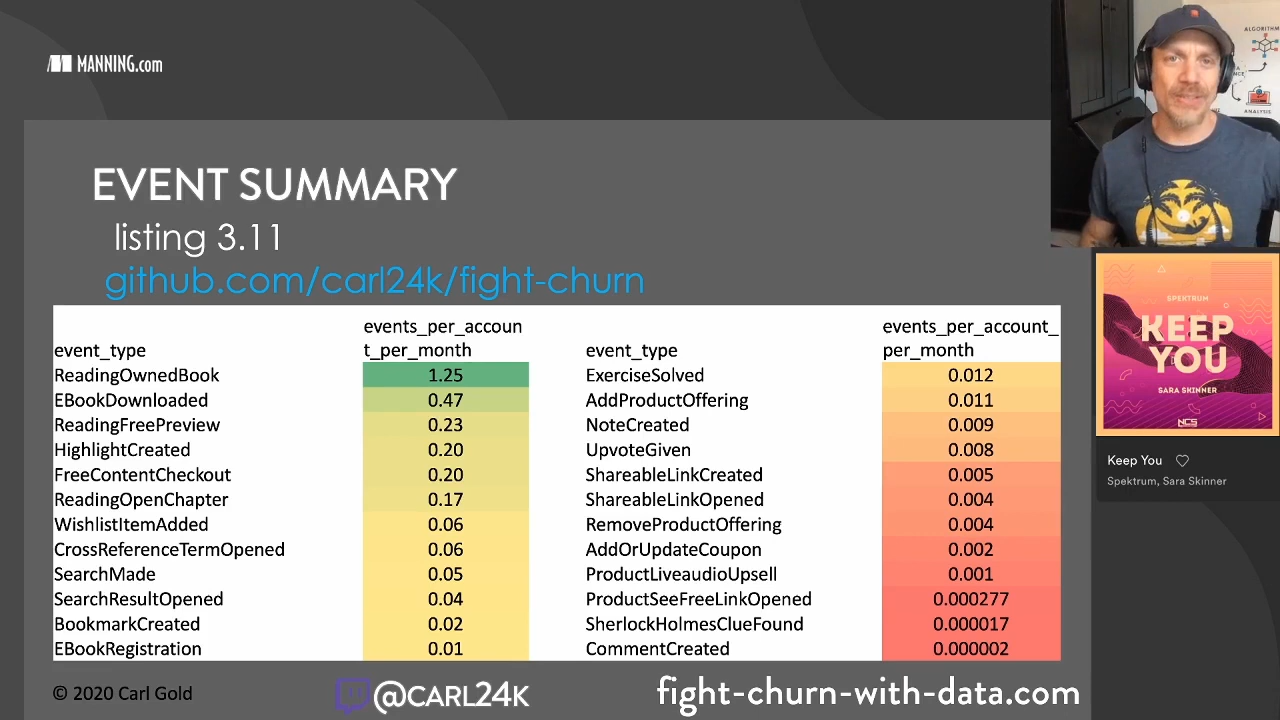 MANNING.com
EVENT SUMMARY
listing 3.11
github.com/carl24k/fight-churn
event_type
events_per_accoun
t_per_month
ReadingOwnedBook 1.25
EBookDownloaded 0.47
ReadingFreePreview 0.23
HighlightCreated 0.20
FreeContentCheckout 0.20
ReadingOpenChapter 0.17
WishlistItemAdded 0.06
CrossReferenceTermOpened 0.06
SearchMade 0.05
SearchResultOpened 0.04
BookmarkCreated 0.02
EBookRegistration 0.01
event_type
events_per_account_
per_month
ExerciseSolved 0.012
AddProductOffering 0.011
NoteCreated 0.009
UpvoteGiven 0.008
ShareableLinkCreated 0.005
ShareableLinkOpened 0.004
RemoveProductOffering 0.004
AddOrUpdateCoupon 0.002
ProductLiveaudioUpsell 0.001
ProductSeeFreeLinkOpened 0.000277
SherlockHolmesClueFound 0.000017
CommentCreated 0.000002
© 2020 Carl Gold
@CARL24K
fight-churn-with-data.com
ALGORITHM
ANALYSIS
SPEKTRUM
KEEP
YOU
SARA SKINNER
NCS
Keep You
Spektrum, Sara Skinner